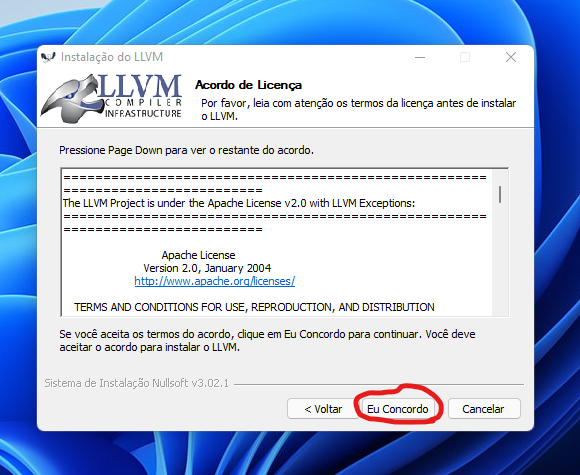 Instalação do LLVM
LLVM
COMPILER
INFRASTRUCTURE
Acordo de Licença
Por favor, leia com atenção os termos da licença antes de instalar
o LLVM.
Pressione Page Down para ver o restante do acordo.
==========================================================
===========================
The LLVM Project is under the Apache License v2.0 with LLVM Exceptions:
==========================================================
===========================
Apache License
Version 2.0, January 2004
http://www.apache.org/licenses/
TERMS AND CONDITIONS FOR USE, REPRODUCTION, AND DISTRIBUTION
Se você aceita os termos do acordo, clique em Eu Concordo para continuar. Você deve
aceitar o acordo para instalar o LLVM.
Sistema de Instalação Nullsoft v3.02.1
< Voltar
Eu Concordo
Cancelar